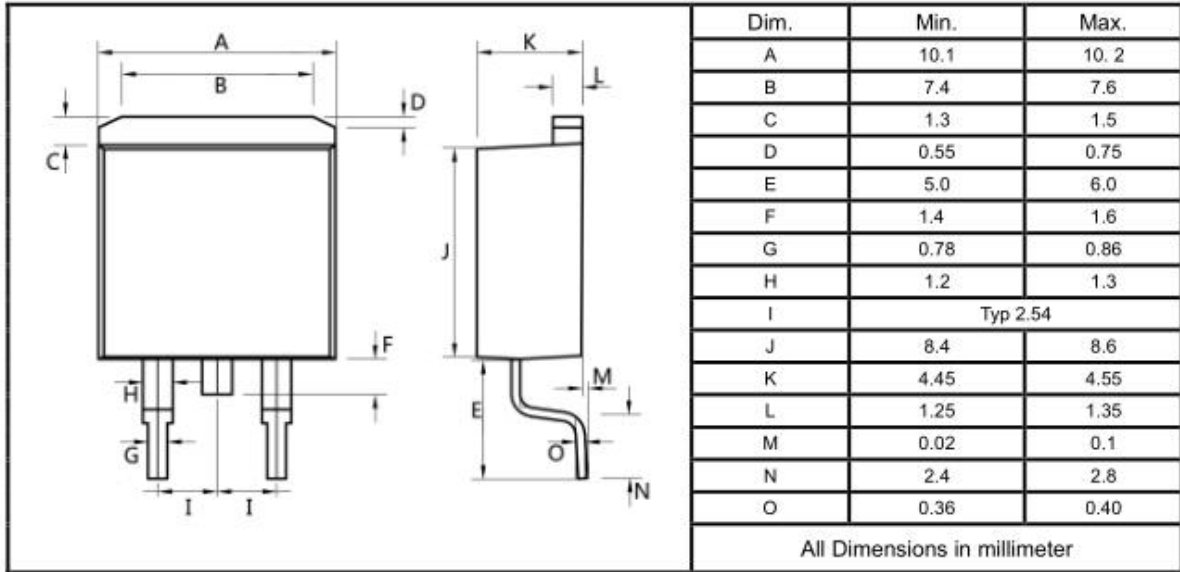 A
B
D
C
F
H
G
I I
K
L
J
E
M
O
N
Dim. Min. Max.
A 10.1 10. 2
B 7.4 7.6
C 1.3 1.5
D 0.55 0.75
E 5.0 6.0
F 1.4 1.6
G 0.78 0.86
H 1.2 1.3
I Typ 2.54
J 8.4 8.6
K 4.45 4.55
L 1.25 1.35
M 0.02 0.1
N 2.4 2.8
O 0.36 0.40
All Dimensions in millimeter